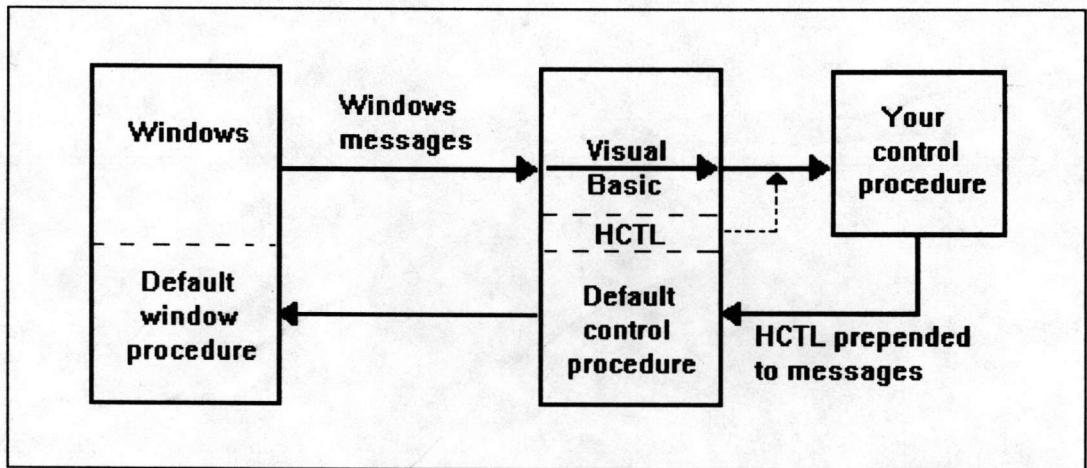 Windows
Windows
messages
Visual
Basic
HCTL
Your
control
procedure
Default
window
procedure
Default
control
procedure
HCTL prepended
to messages